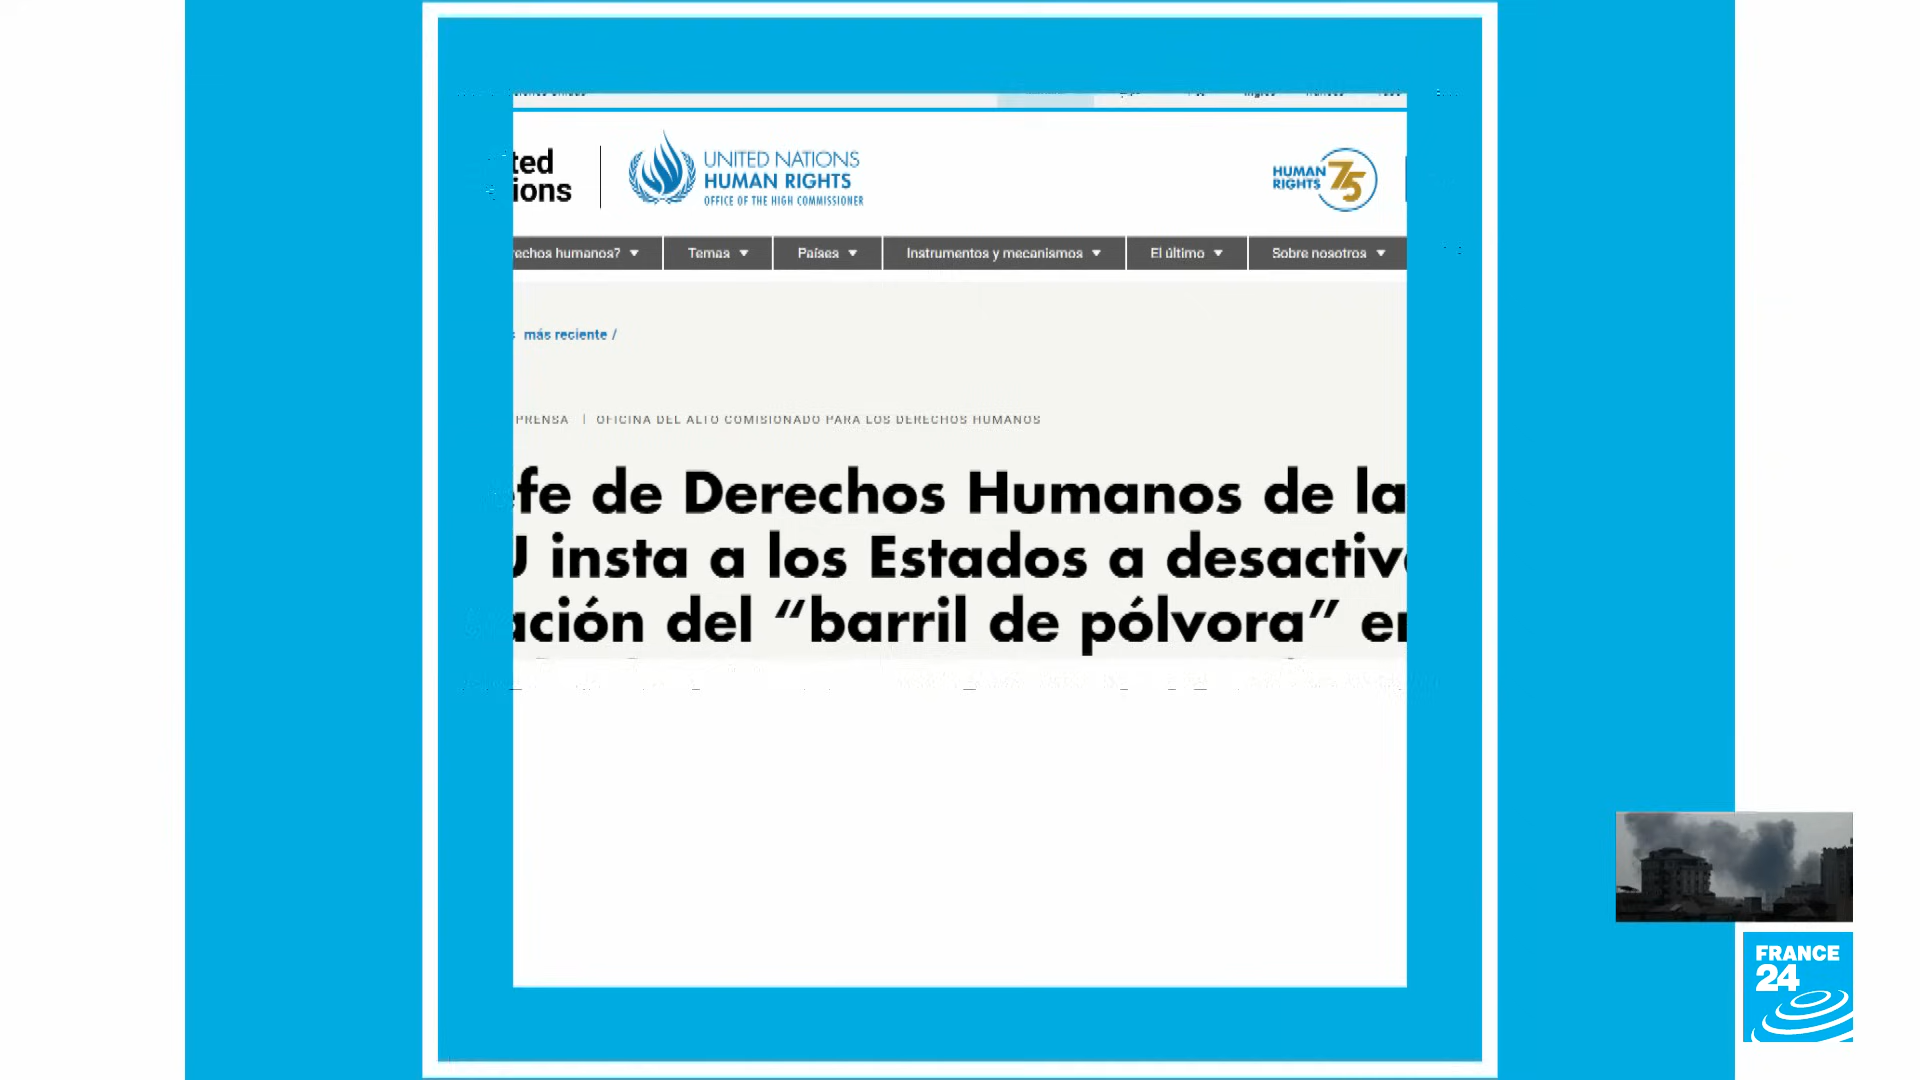 ted
ions
UNITED NATIONS
HUMAN RIGHTS
OFFICE OF THE HIGH COMMISSIONER
HUMAN
RIGHTS 75
echos humanos? Temas Países Instrumentos y mecanismos El último Sobre nosotros
más reciente /
PRENSA | OFICINA DEL ALTO COMISIONADO PARA LOS DERECHOS HUMANOS
efe de Derechos Humanos de la
U insta a los Estados a desactiva
ación del “barril de pólvora” en
FRANCE
24